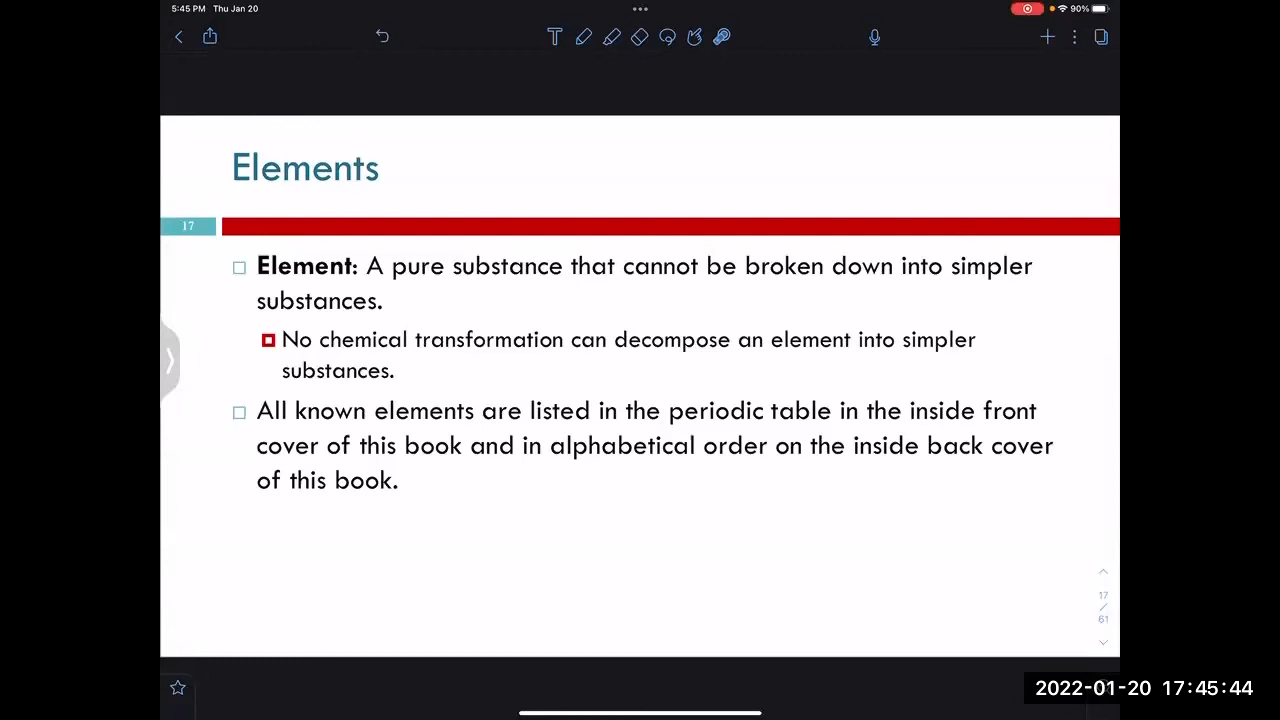 5:45 PM Thu Jan 20
90%
Elements
17
Element: A pure substance that cannot be broken down into simpler
substances.
No chemical transformation can decompose an element into simpler
substances.
All known elements are listed in the periodic table in the inside front
cover of this book and in alphabetical order on the inside back cover
of this book.
17
/
61
2022-01-20 17:45:44